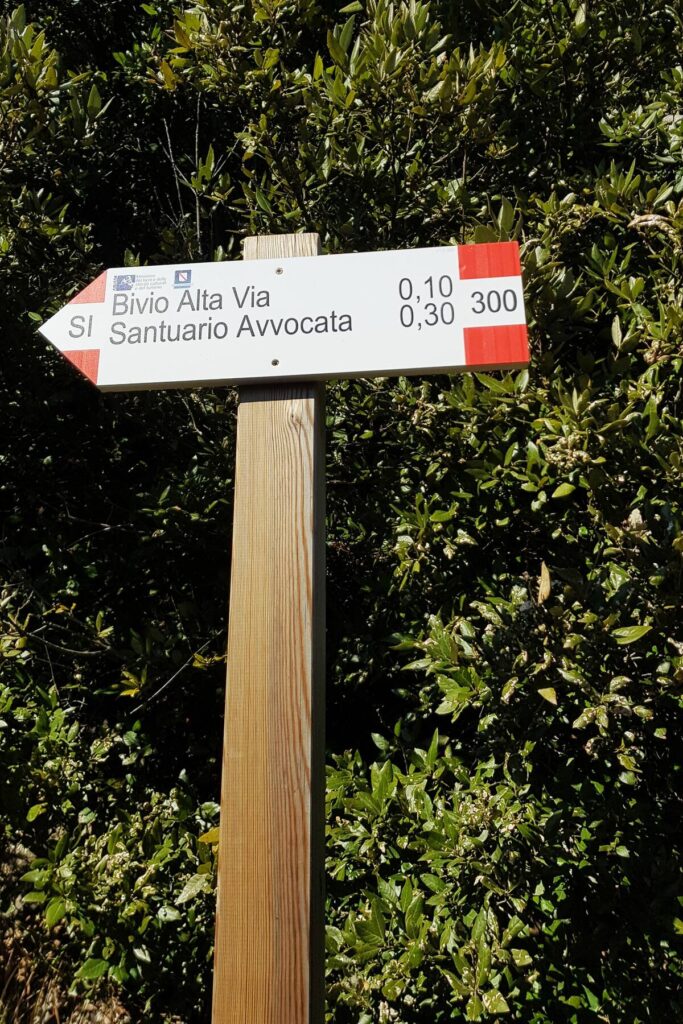 SI
Bivio Alta Via 0,10
Santuario Avvocata 0,30
300